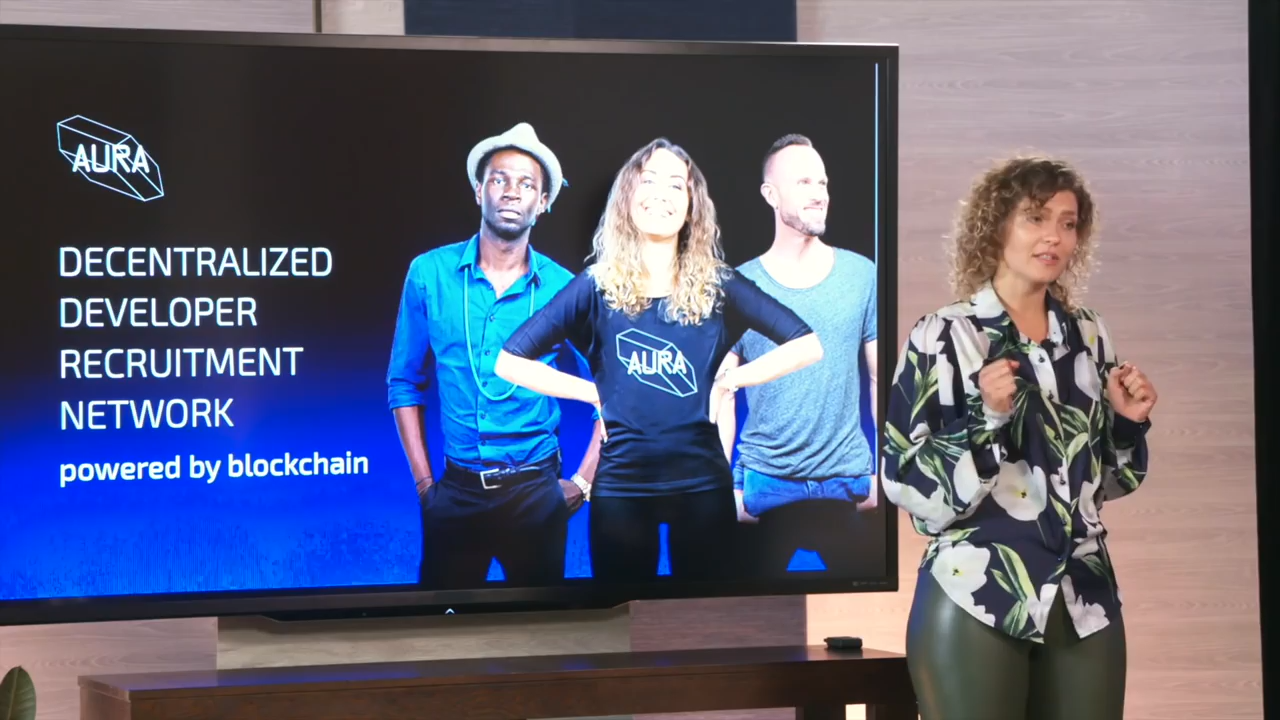 AURA
DECENTRALIZED
DEVELOPER
RECRUITMENT
NETWORK
powered by blockchain
AURA